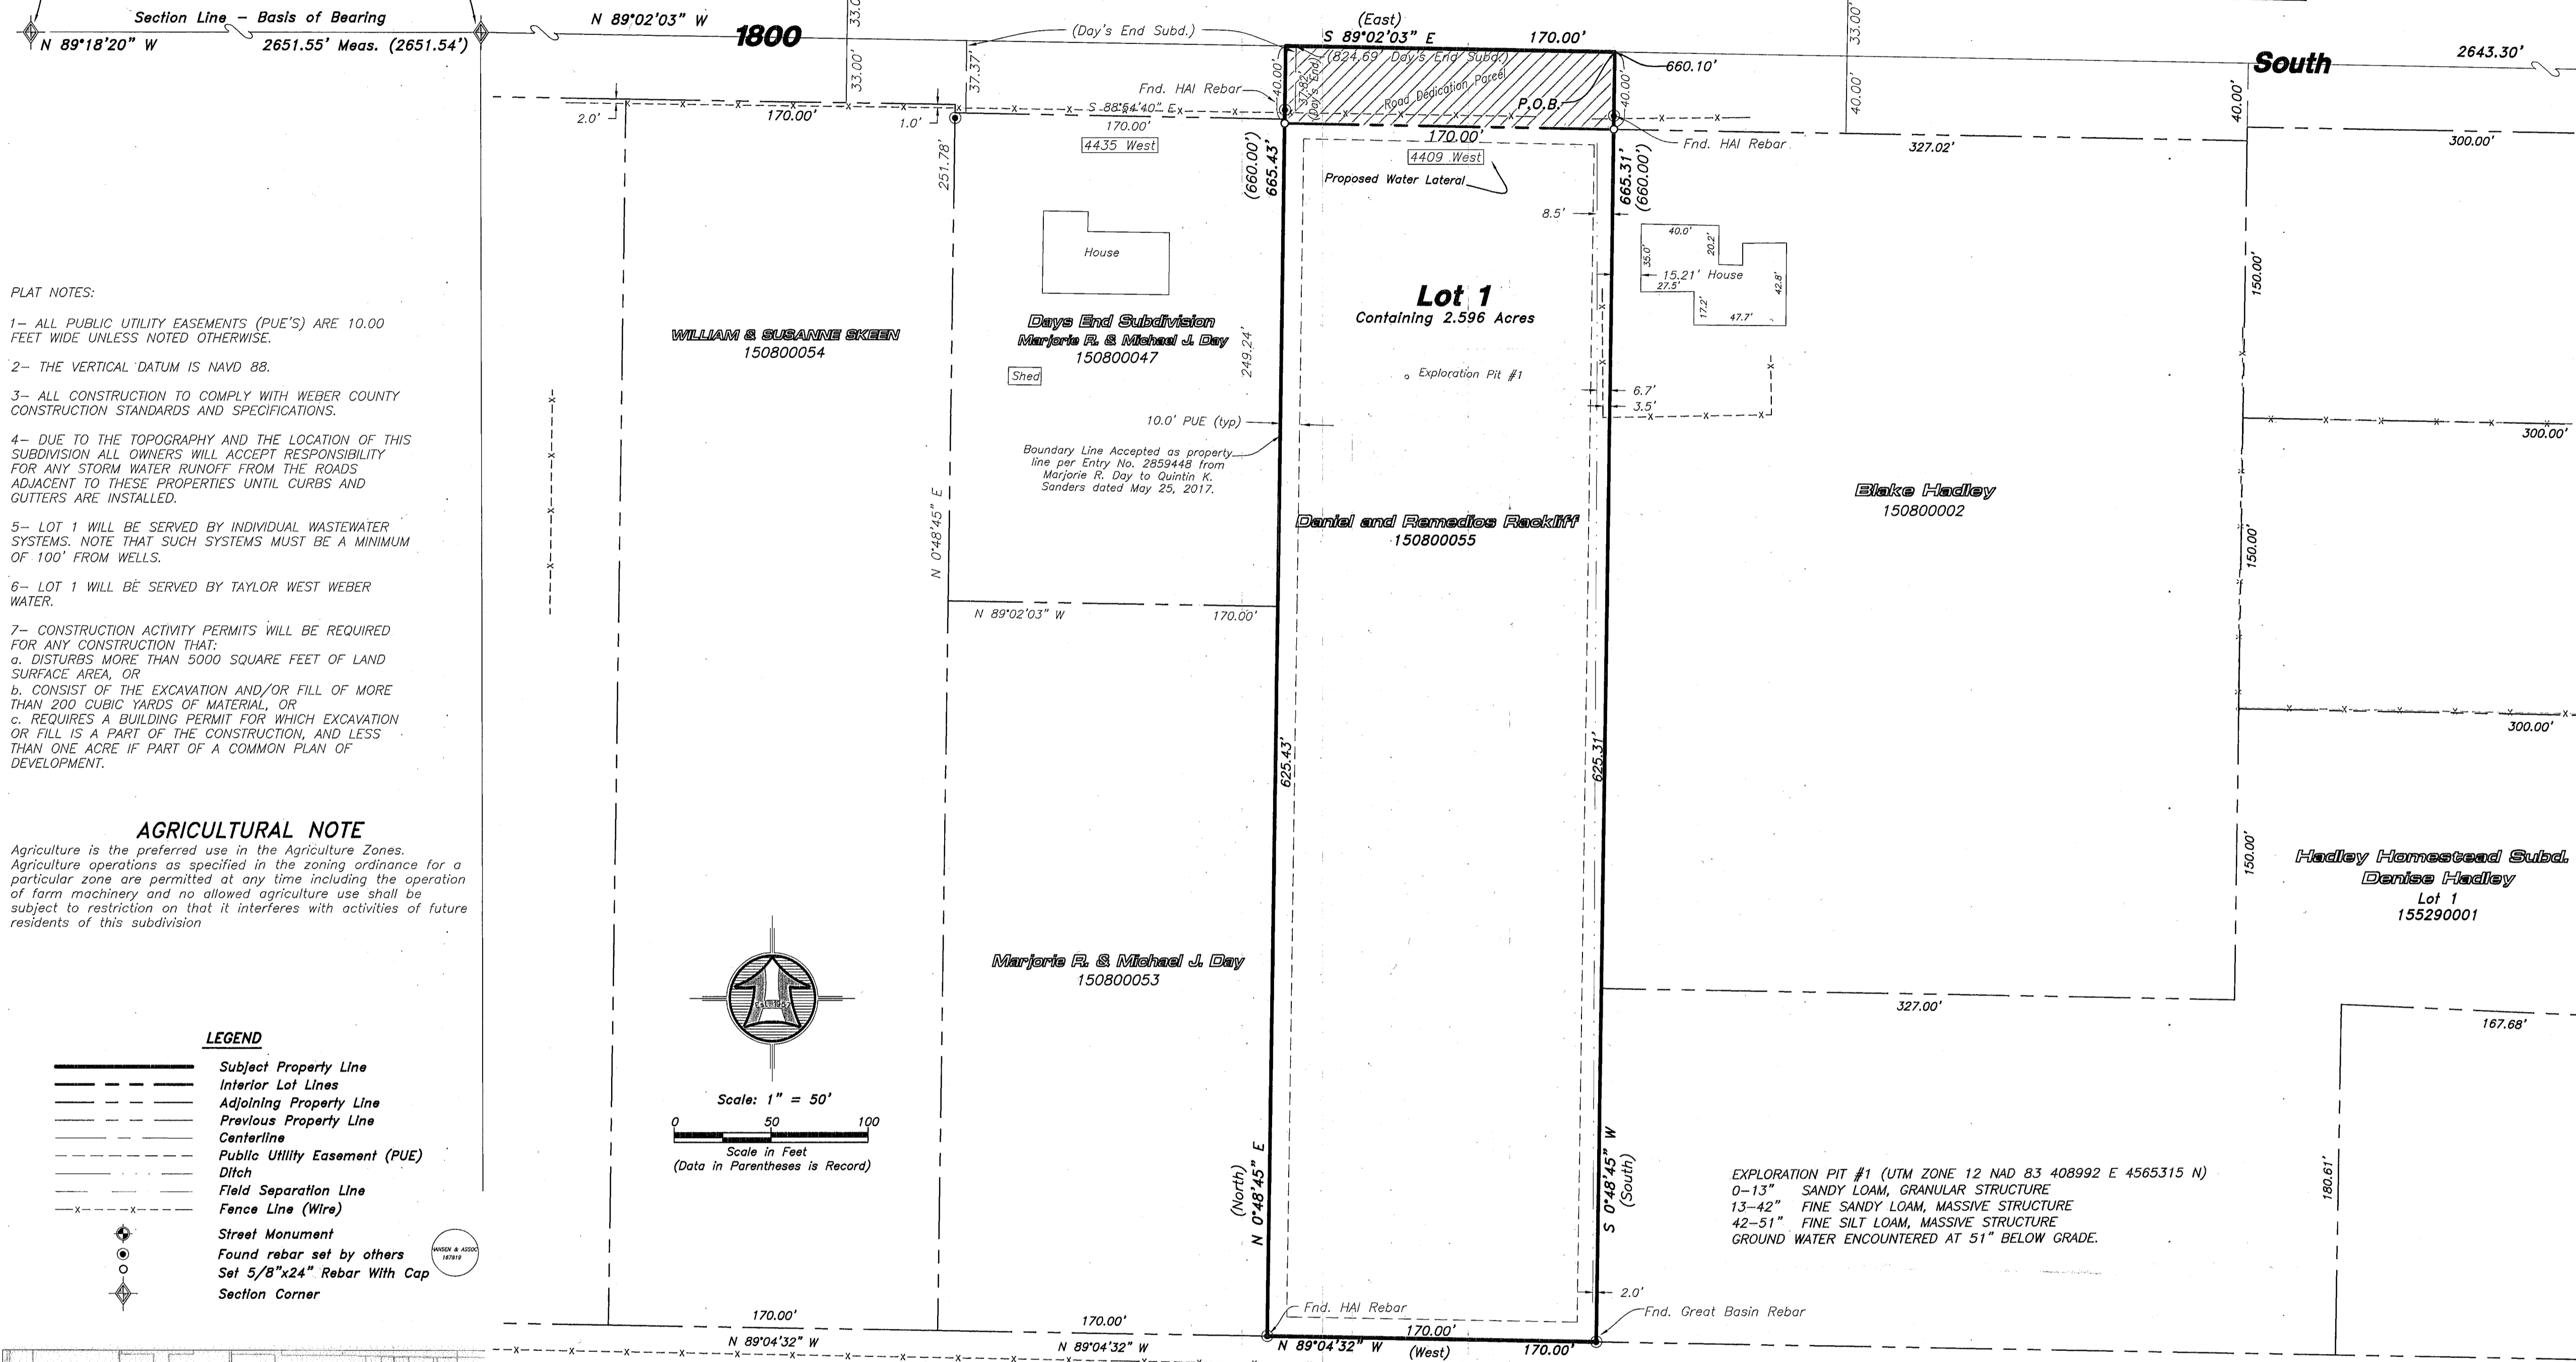 Section Line - Basis of Bearing
N 89°18'20" W
2651.55' Meas. (2651.54')
N 89°02'03" W
1800
33.0
33.00'
37.37'
(Day's End Subd.)
(East)
S 89°02'03" E
170.00'
(824.69' Day's End Subd.)
40.00'
37.82'
(Day's End)
Road Dedication Parcel
P.O.B.
660.10'
40.00'
33.00'
40.00'
South
2643.30'
40.00'
2.0'
170.00'
1.0'
Fnd. HAI Rebar
S 88°54'40" E
170.00'
4435 West
251.78'
(660.00')
665.43'
170.00'
4409 West
Proposed Water Lateral
8.5'
665.31'
(660.00')
Fnd. HAI Rebar
327.02'
300.00'
150.00'
House
40.0'
20.2'
35.0'
15.21' House
27.5'
17.2'
42.8'
47.7'
Lot 1
Containing 2.596 Acres
WILLIAM & SUSANNE SKEEN
150800054
Days End Subdivision
Marjorie R. & Michael J. Day
150800047
Shed
249.24'
Exploration Pit #1
6.7'
3.5'
10.0' PUE (typ)
Boundary Line Accepted as property
line per Entry No. 2859448 from
Marjorie R. Day to Quintin K.
Sanders dated May 25, 2017.
300.00'
Blake Hadley
150800002
Daniel and Remedios Rackliff
150800055
N 0°48'45" E
150.00'
N 89°02'03" W
170.00'
300.00'
625.43'
625.31'
150.00'
Hadley Homestead Subd.
Denise Hadley
Lot 1
155290001
Marjorie R. & Michael J. Day
150800053
327.00'
167.68'
180.61'
PLAT NOTES:
1- ALL PUBLIC UTILITY EASEMENTS (PUE'S) ARE 10.00
FEET WIDE UNLESS NOTED OTHERWISE.
2- THE VERTICAL DATUM IS NAVD 88.
3- ALL CONSTRUCTION TO COMPLY WITH WEBER COUNTY
CONSTRUCTION STANDARDS AND SPECIFICATIONS.
4- DUE TO THE TOPOGRAPHY AND THE LOCATION OF THIS
SUBDIVISION ALL OWNERS WILL ACCEPT RESPONSIBILITY
FOR ANY STORM WATER RUNOFF FROM THE ROADS
ADJACENT TO THESE PROPERTIES UNTIL CURBS AND
GUTTERS ARE INSTALLED.
5- LOT 1 WILL BE SERVED BY INDIVIDUAL WASTEWATER
SYSTEMS. NOTE THAT SUCH SYSTEMS MUST BE A MINIMUM
OF 100' FROM WELLS.
6- LOT 1 WILL BE SERVED BY TAYLOR WEST WEBER
WATER.
7- CONSTRUCTION ACTIVITY PERMITS WILL BE REQUIRED
FOR ANY CONSTRUCTION THAT:
a. DISTURBS MORE THAN 5000 SQUARE FEET OF LAND
SURFACE AREA, OR
b. CONSIST OF THE EXCAVATION AND/OR FILL OF MORE
THAN 200 CUBIC YARDS OF MATERIAL, OR
c. REQUIRES A BUILDING PERMIT FOR WHICH EXCAVATION
OR FILL IS A PART OF THE CONSTRUCTION, AND LESS
THAN ONE ACRE IF PART OF A COMMON PLAN OF
DEVELOPMENT.
AGRICULTURAL NOTE
Agriculture is the preferred use in the Agriculture Zones.
Agriculture operations as specified in the zoning ordinance for a
particular zone are permitted at any time including the operation
of farm machinery and no allowed agriculture use shall be
subject to restriction on that it interferes with activities of future
residents of this subdivision
LEGEND
Subject Property Line
Interior Lot Lines
Adjoining Property Line
Previous Property Line
Centerline
Public Utility Easement (PUE)
Ditch
Field Separation Line
Fence Line (Wire)
Street Monument
Found rebar set by others
Set 5/8"x24" Rebar With Cap
Section Corner
HANSEN & ASSOC
167819
Est. 1957
Scale: 1" = 50'
0 50 100
Scale in Feet
(Data in Parentheses is Record)
(North)
N 0°48'45" E
S 0°48'45" W
(South)
EXPLORATION PIT #1 (UTM ZONE 12 NAD 83 408992 E 4565315 N)
0-13" SANDY LOAM, GRANULAR STRUCTURE
13-42" FINE SANDY LOAM, MASSIVE STRUCTURE
42-51" FINE SILT LOAM, MASSIVE STRUCTURE
GROUND WATER ENCOUNTERED AT 51" BELOW GRADE.
2.0'
Fnd. HAI Rebar
Fnd. Great Basin Rebar
170.00'
N 89°04'32" W
170.00'
N 89°04'32" W
170.00'
N 89°04'32" W
(West)
170.00'